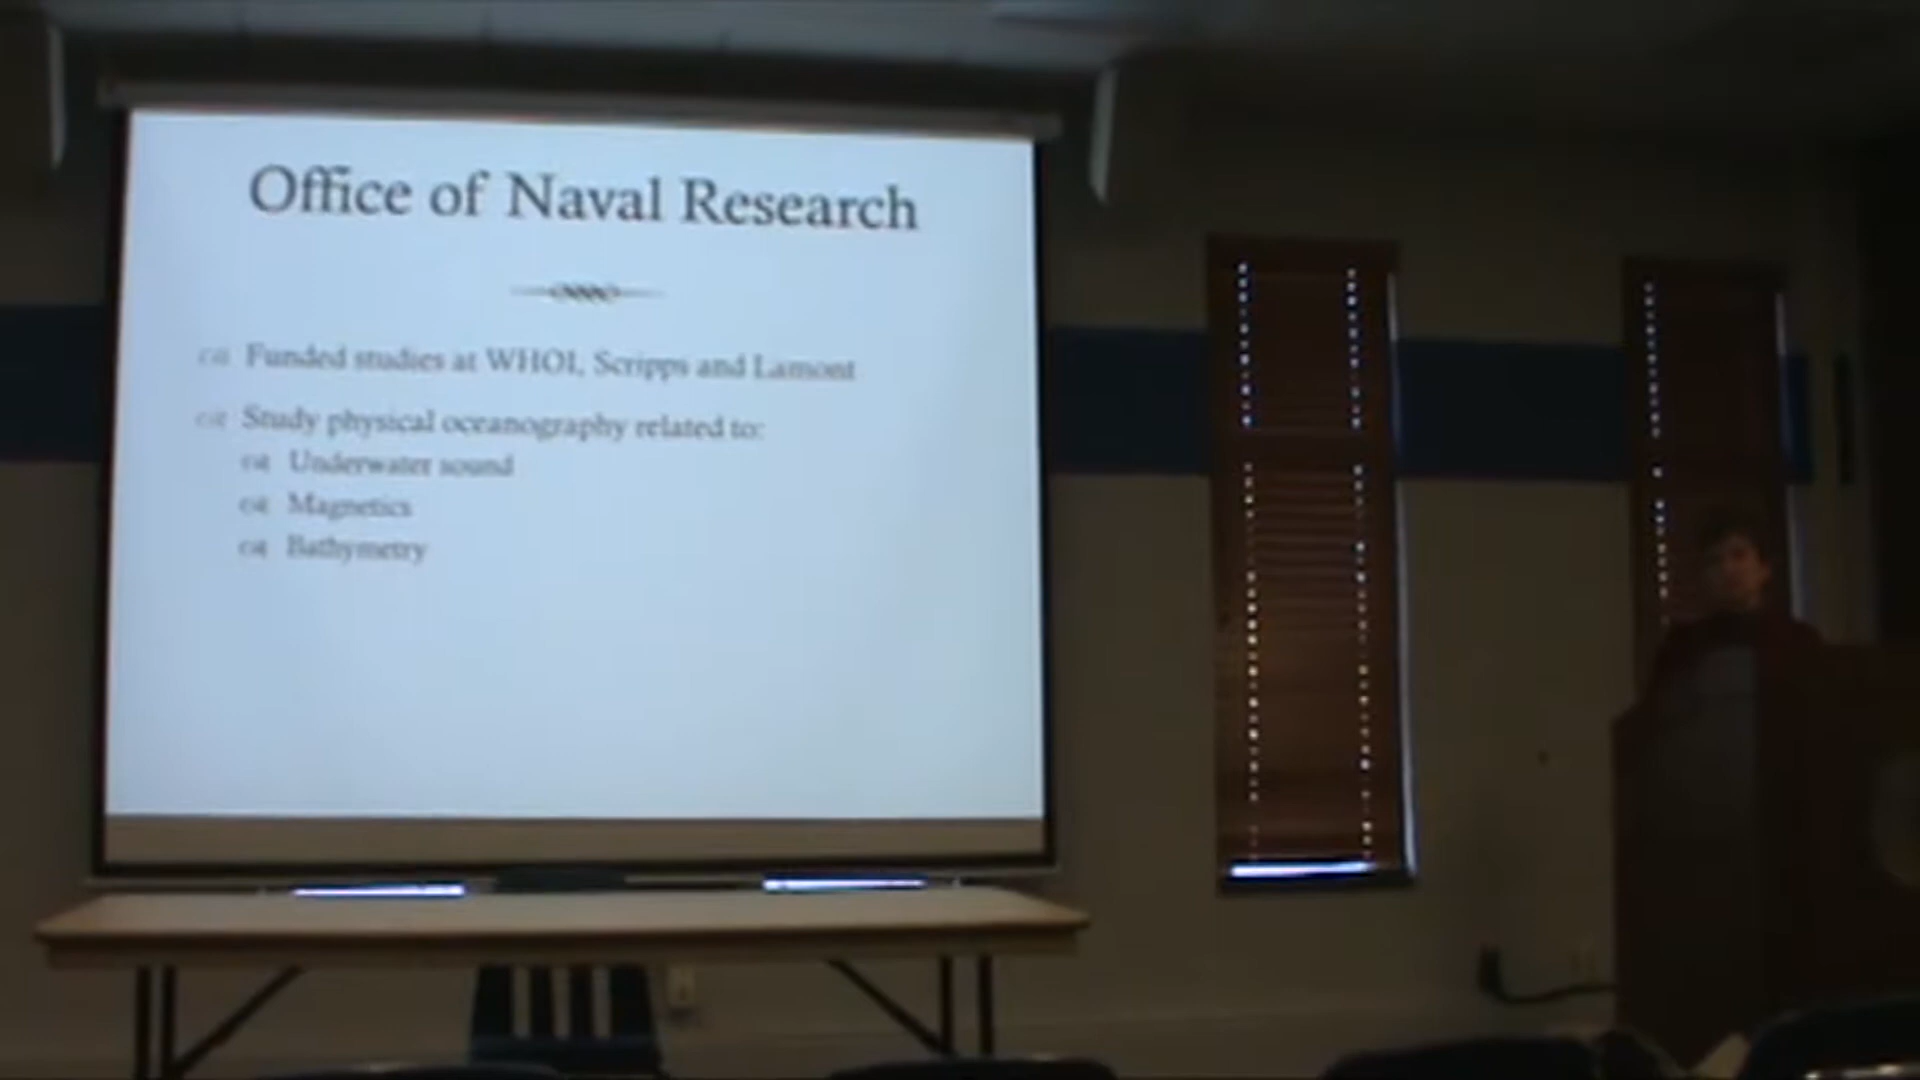 Office of Naval Research
Funded studies at WHOI, Scripps and Lamont
Study physical oceanography related to:
Underwater sound
Magnetics
Bathymetry